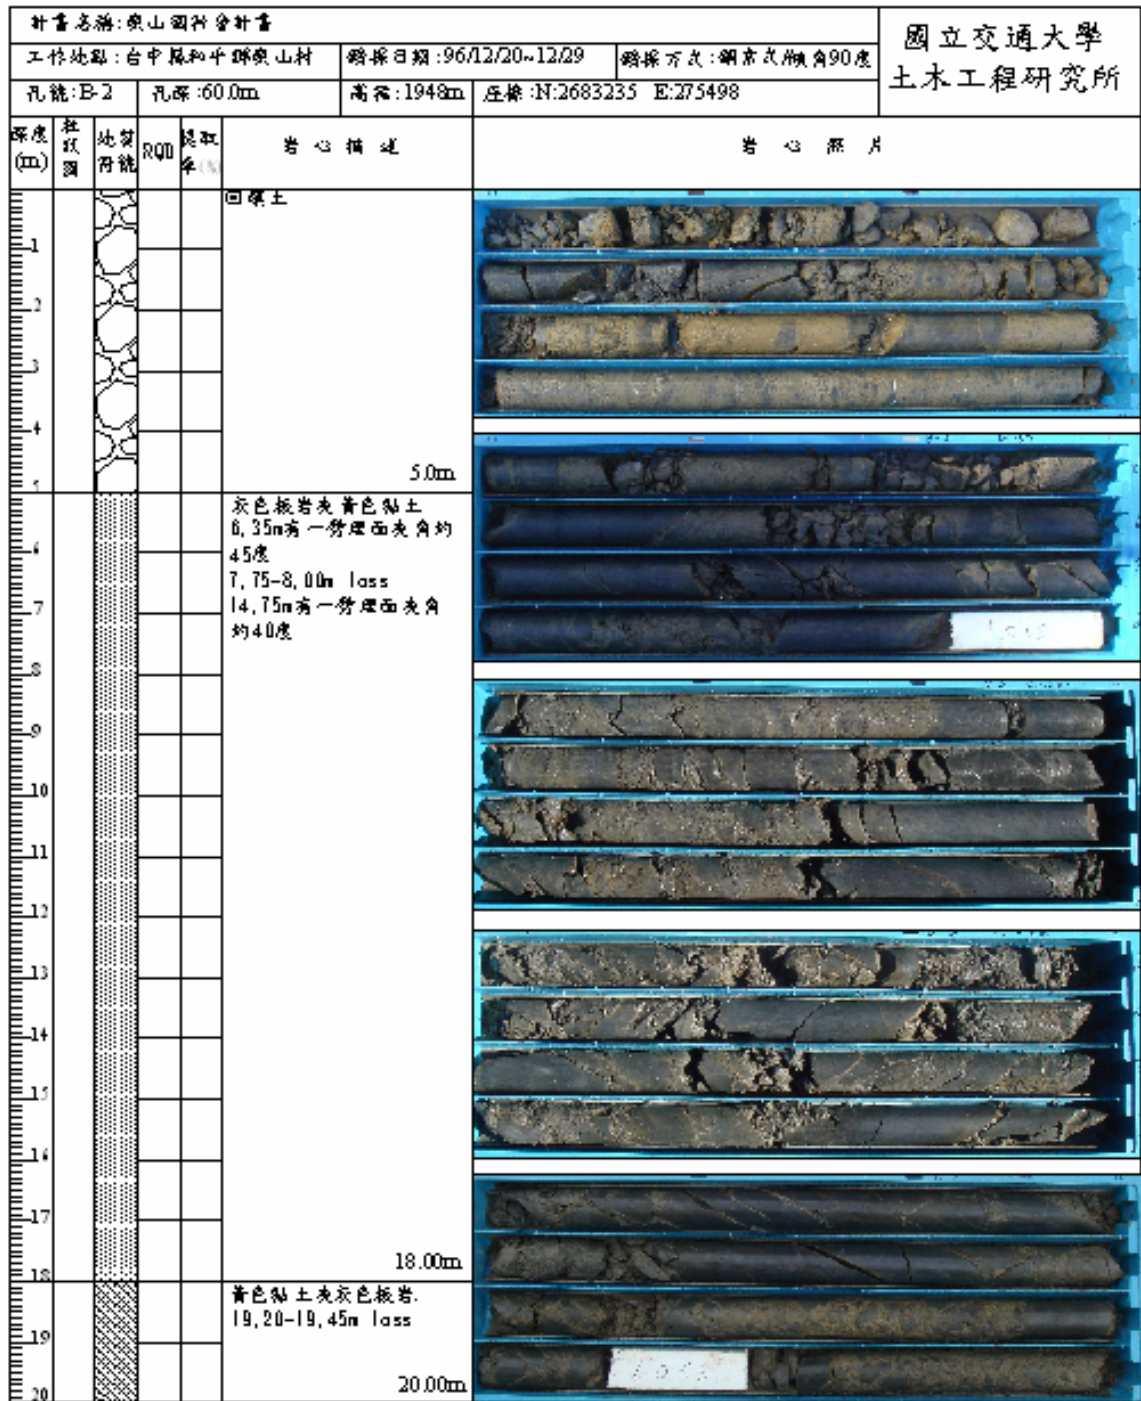 計畫名稱:梨山國科會計畫
國立交通大學
土木工程研究所
工作地點:台中縣和平鄉梨山村 鑽探日期:96/12/20~12/29 鑽探方式:鋼索式/傾角90度
孔號:B-2 孔深:60.0m 高程:1948m 座標:N:2683235 E:275498
深度(m) 柱狀圖 地質符號 RQD 提取率(%) 岩心描述 岩心照片
回填土
1
2
3
4
5.0m
5
灰色板岩夾黃色黏土
6,35m有一劈理面夾角約
45度
7,75-8,00m loss
14,75m有一劈理面夾角
約40度
6
7
8
9
10
11
12
13
14
15
16
17
18.00m
18
黃色黏土夾灰色板岩.
19,20-19,45m loss
19
20.00m
20
Loss
Loss